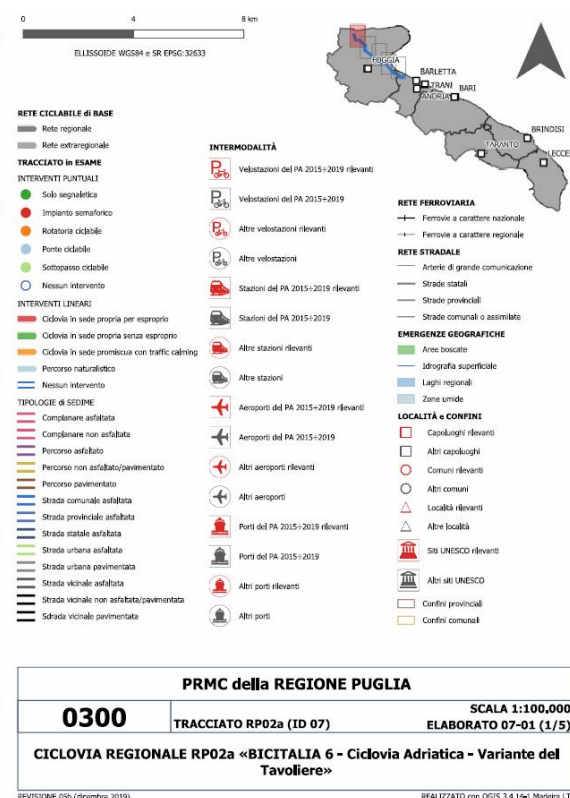 0 4 8 km
ELLISSOIDE WGS84 e SR EPSG:32633
FOGGIA
BARLETTA
TRANI
ANDRIA
BARI
BRINDISI
TARANTO
LECCE
RETE CICLABILE di BASE
Rete regionale
Rete extraregionale
TRACCIATO in ESAME
INTERVENTI PUNTUALI
Solo segnaletica
Impianto semaforico
Rotatoria ciclabile
Ponte ciclabile
Sottopasso ciclabile
Nessun intervento
INTERVENTI LINEARI
Ciclovia in sede propria per esproprio
Ciclovia in sede propria senza esproprio
Ciclovia in sede promiscua con traffic calming
Percorso naturalistico
Nessun intervento
TIPOLOGIE di SEDIME
Complanare asfaltata
Complanare non asfaltata
Percorso asfaltato
Percorso non asfaltato/pavimentato
Percorso pavimentato
Strada comunale asfaltata
Strada provinciale asfaltata
Strada statale asfaltata
Strada urbana asfaltata
Strada urbana pavimentata
Strada vicinale asfaltata
Strada vicinale non asfaltata/pavimentata
Sdrada vicinale pavimentata
INTERMODALITÀ
Velostazioni del PA 2015÷2019 rilevanti
Velostazioni del PA 2015÷2019
Altre velostazioni rilevanti
Altre velostazioni
Stazioni del PA 2015÷2019 rilevanti
Stazioni del PA 2015÷2019
Altre stazioni rilevanti
Altre stazioni
Aeroporti del PA 2015÷2019 rilevanti
Aeroporti del PA 2015÷2019
Altri aeroporti rilevanti
Altri aeroporti
Porti del PA 2015÷2019 rilevanti
Porti del PA 2015÷2019
Altri porti rilevanti
Altri porti
RETE FERROVIARIA
Ferrovie a carattere nazionale
Ferrovie a carattere regionale
RETE STRADALE
Arterie di grande comunicazione
Strade statali
Strade provinciali
Strade comunali o assimilate
EMERGENZE GEOGRAFICHE
Aree boscate
Idrografia superficiale
Laghi regionali
Zone umide
LOCALITÀ e CONFINI
Capoluoghi rilevanti
Altri capoluoghi
Comuni rilevanti
Altri comuni
Località rilevanti
Altre località
Siti UNESCO rilevanti
Altri siti UNESCO
Confini provinciali
Confini comunali
PRMC della REGIONE PUGLIA
0300
TRACCIATO RP02a (ID 07)
SCALA 1:100,000
ELABORATO 07-01 (1/5)
CICLOVIA REGIONALE RP02a «BICITALIA 6 - Ciclovia Adriatica - Variante del
Tavoliere»
REVISIONE 05b (dicembre 2019)
REALIZZATO con QGIS 3.4.14-1 Madeira LT